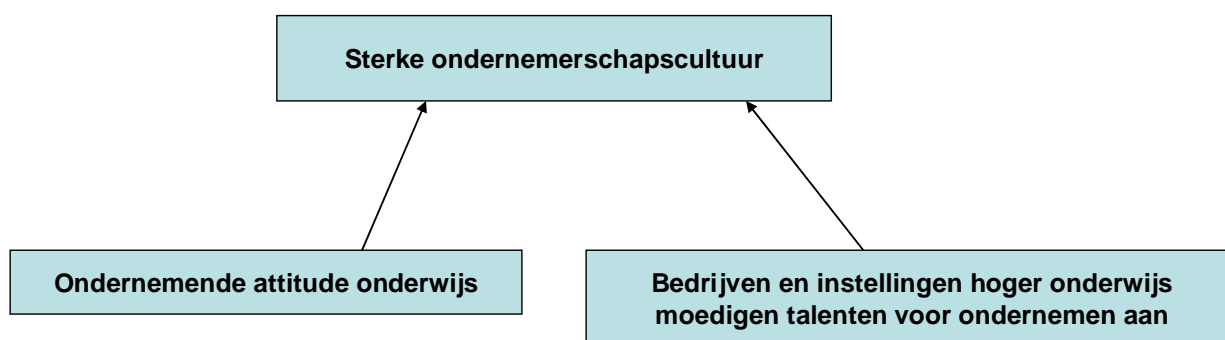 Sterke ondernemerschapscultuur
Ondernemende attitude onderwijs
Bedrijven en instellingen hoger onderwijs
moedigen talenten voor ondernemen aan